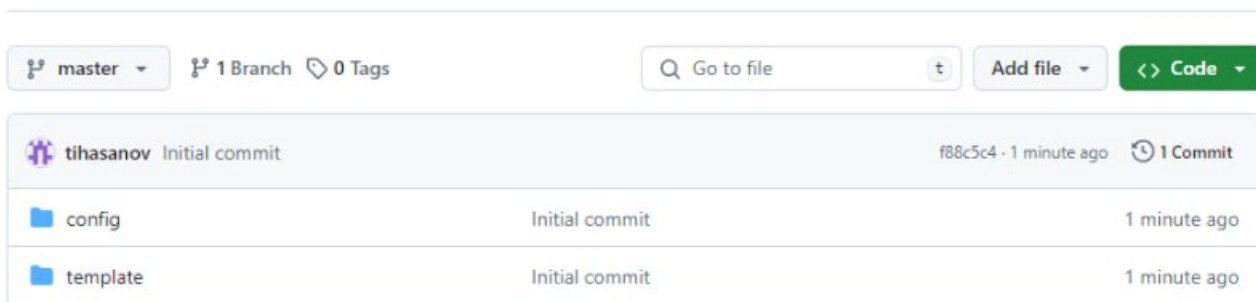 master 1 Branch 0 Tags Go to file t Add file <> Code
tihasanov Initial commit f88c5c4 · 1 minute ago 1 Commit
config Initial commit 1 minute ago
template Initial commit 1 minute ago